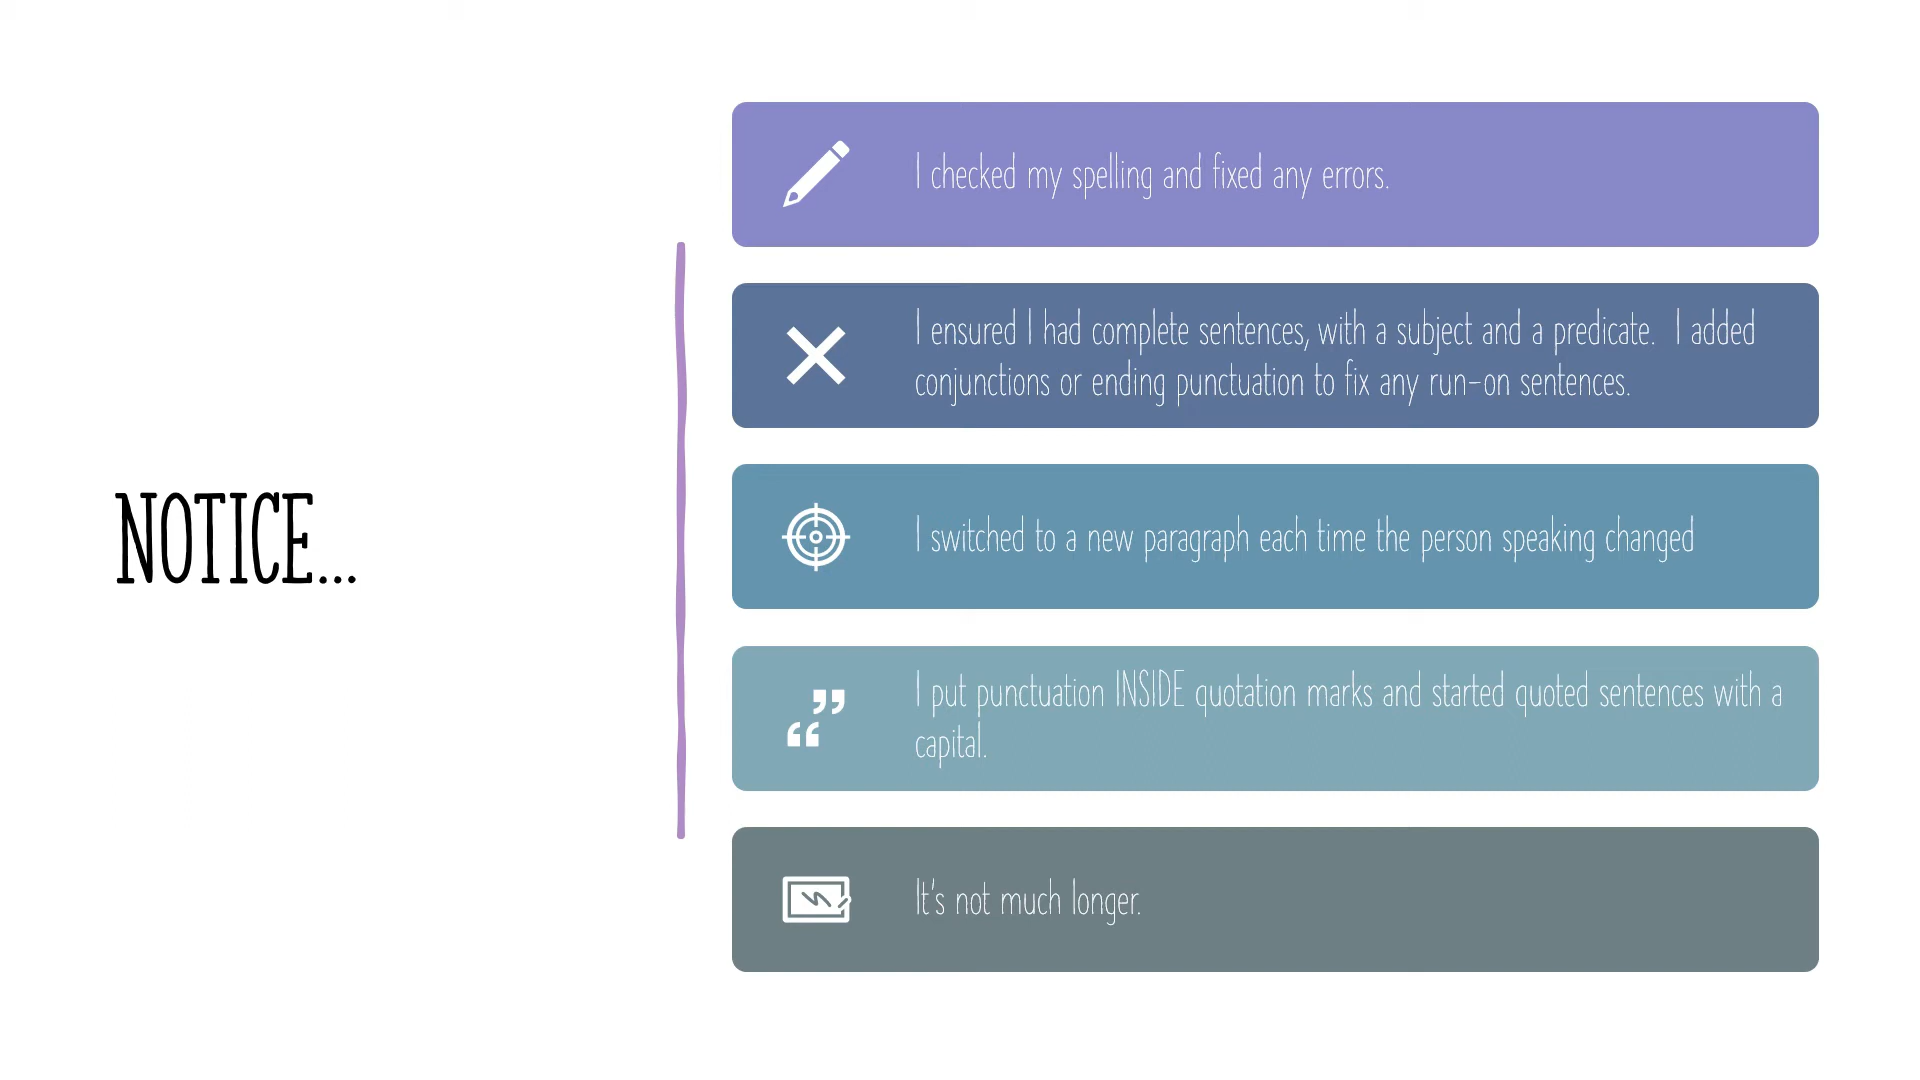 NOTICE...
I checked my spelling and fixed any errors.
I ensured I had complete sentences, with a subject and a predicate.  I added
conjunctions or ending punctuation to fix any run-on sentences.
I switched to a new paragraph each time the person speaking changed
I put punctuation INSIDE quotation marks and started quoted sentences with a
capital.
It's not much longer.